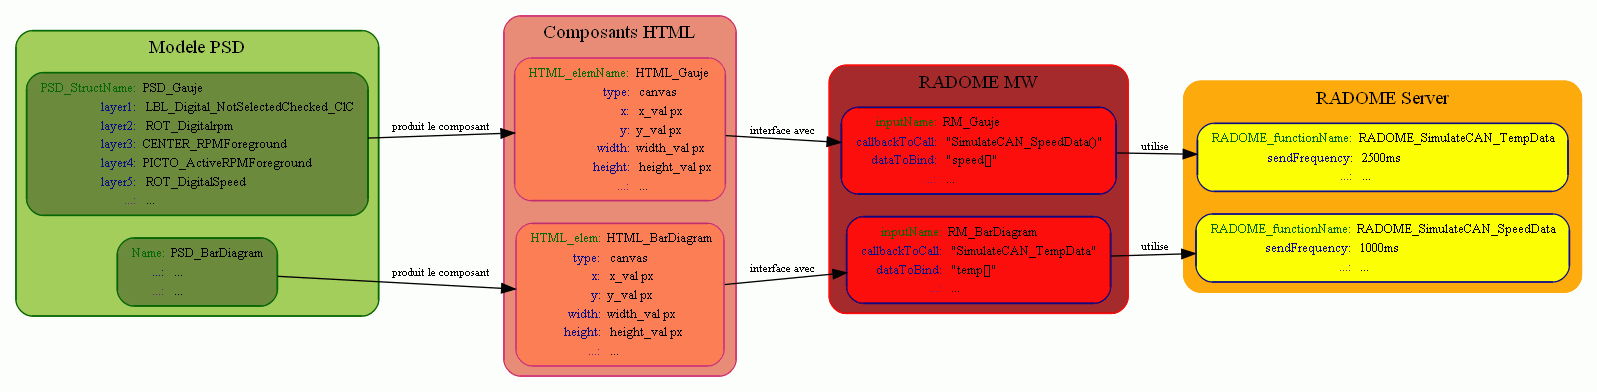 Modele PSD
PSD_StructName: PSD_Gauje
layer1: LBL_Digital_NotSelectedChecked_ClC
layer2: ROT_Digitalrpm
layer3: CENTER_RPMForeground
layer4: PICTO_ActiveRPMForeground
layer5: ROT_DigitalSpeed
...: ...
Name: PSD_BarDiagram
...: ...
...: ...
produit le composant
produit le composant
Composants HTML
HTML_elemName: HTML_Gauje
type: canvas
x: x_val px
y: y_val px
width: width_val px
height: height_val px
...: ...
HTML_elem: HTML_BarDiagram
type: canvas
x: x_val px
y: y_val px
width: width_val px
height: height_val px
...: ...
interface avec
interface avec
RADOME MW
inputName: RM_Gauje
callbackToCall: "SimulateCAN_SpeedData()"
dataToBind: "speed[]"
... ...
inputName: RM_BarDiagram
callbackToCall: "SimulateCAN_TempData"
dataToBind: "temp[]"
...
utilise
utilise
RADOME Server
RADOME_functionName: RADOME_SimulateCAN_TempData
sendFrequency: 2500ms
...: ...
RADOME_functionName: RADOME_SimulateCAN_SpeedData
sendFrequency: 1000ms
...: ...